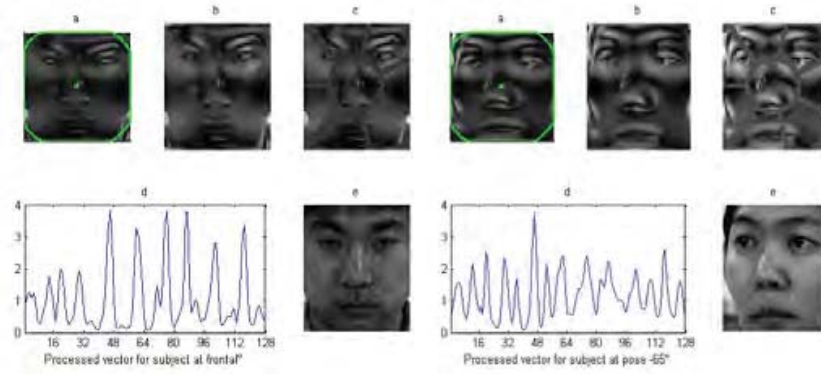 a b c a b c
d e d e
4 4
3 3
2 2
1 1
0 0
16 32 48 64 80 96 112 128 16 32 48 64 80 96 112 128
Processed vector for subject at frontal° Processed vector for subject at pose -65°